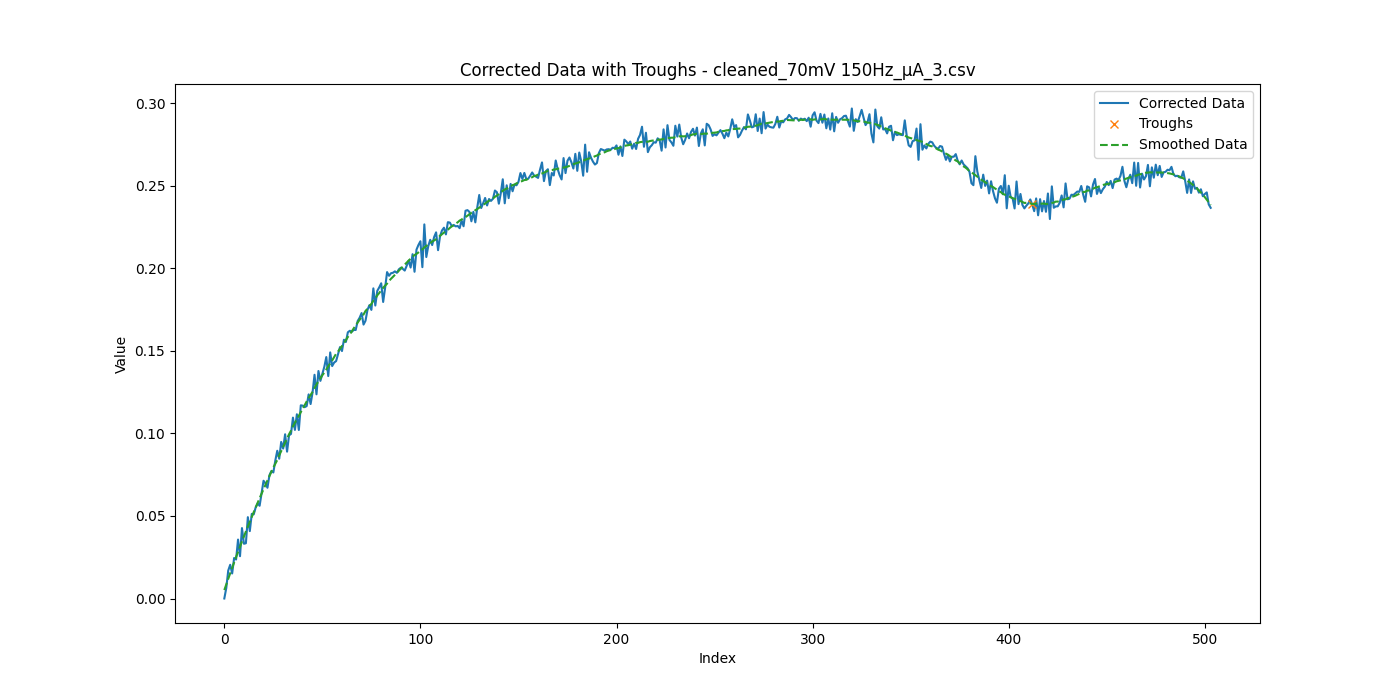 Corrected Data with Troughs - cleaned_70mV 150Hz_μA_3.csv
Corrected Data
Troughs
Smoothed Data
0.30
0.25
0.20
0.15
0.10
0.05
0.00
Value
0
100
200
300
400
500
Index